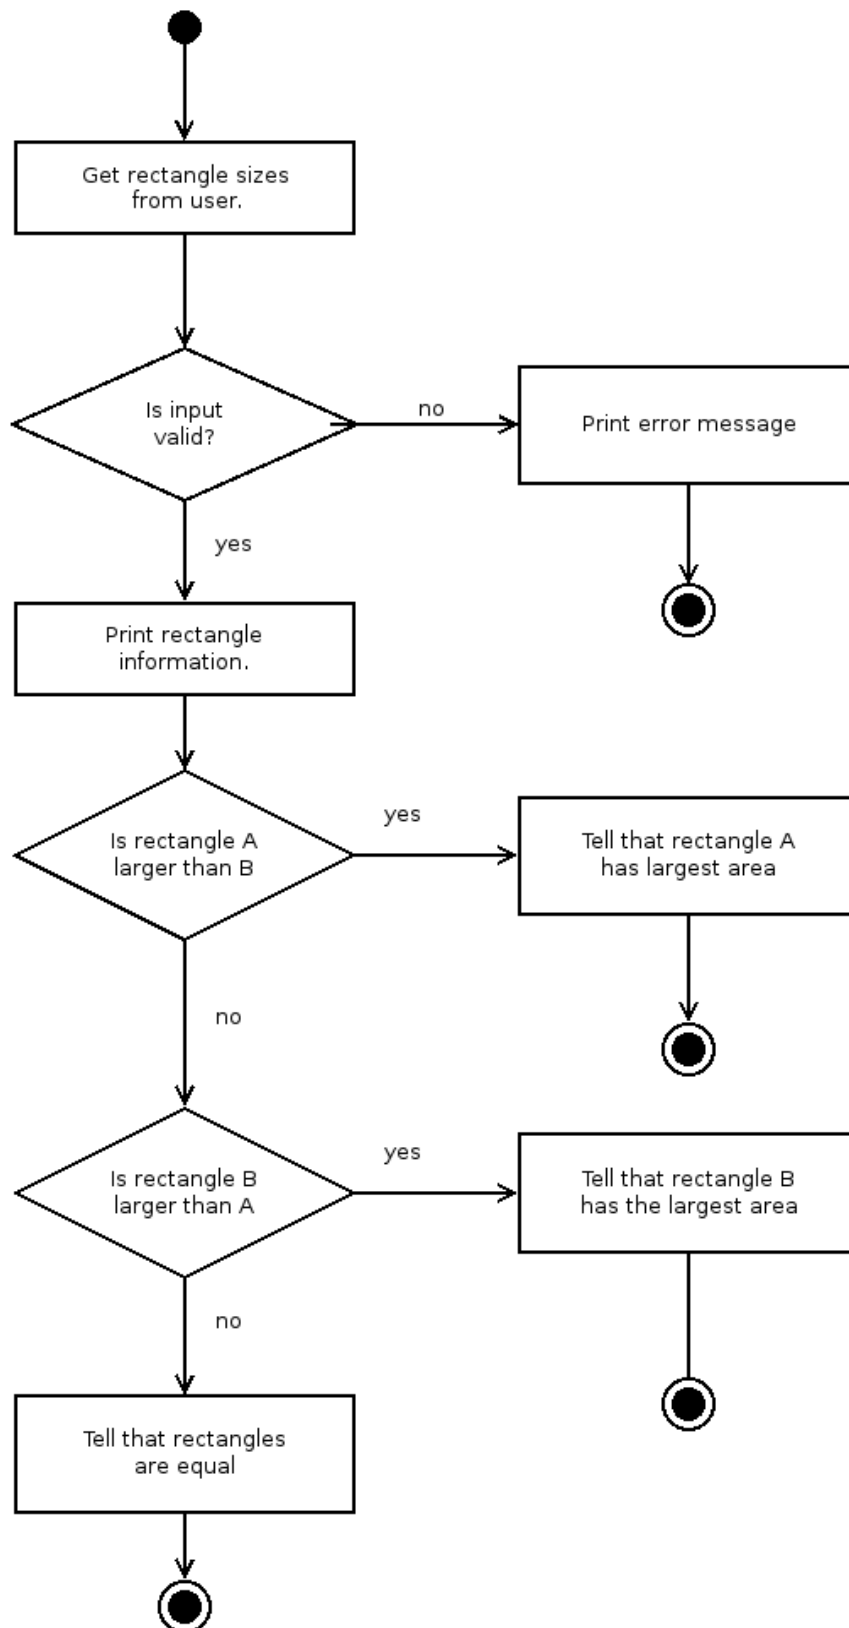 Get rectangle sizes
from user.
Is input
valid?
no
Print error message
yes
Print rectangle
information.
Is rectangle A
larger than B
yes
Tell that rectangle A
has largest area
no
Is rectangle B
larger than A
yes
Tell that rectangle B
has the largest area
no
Tell that rectangles
are equal